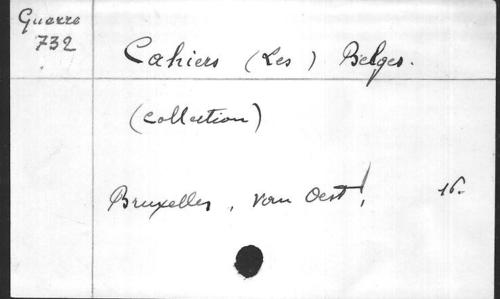 Guerre
732
Cahiers (Les) Belges.
(Collection)
Bruxelles, van Oest, 16.